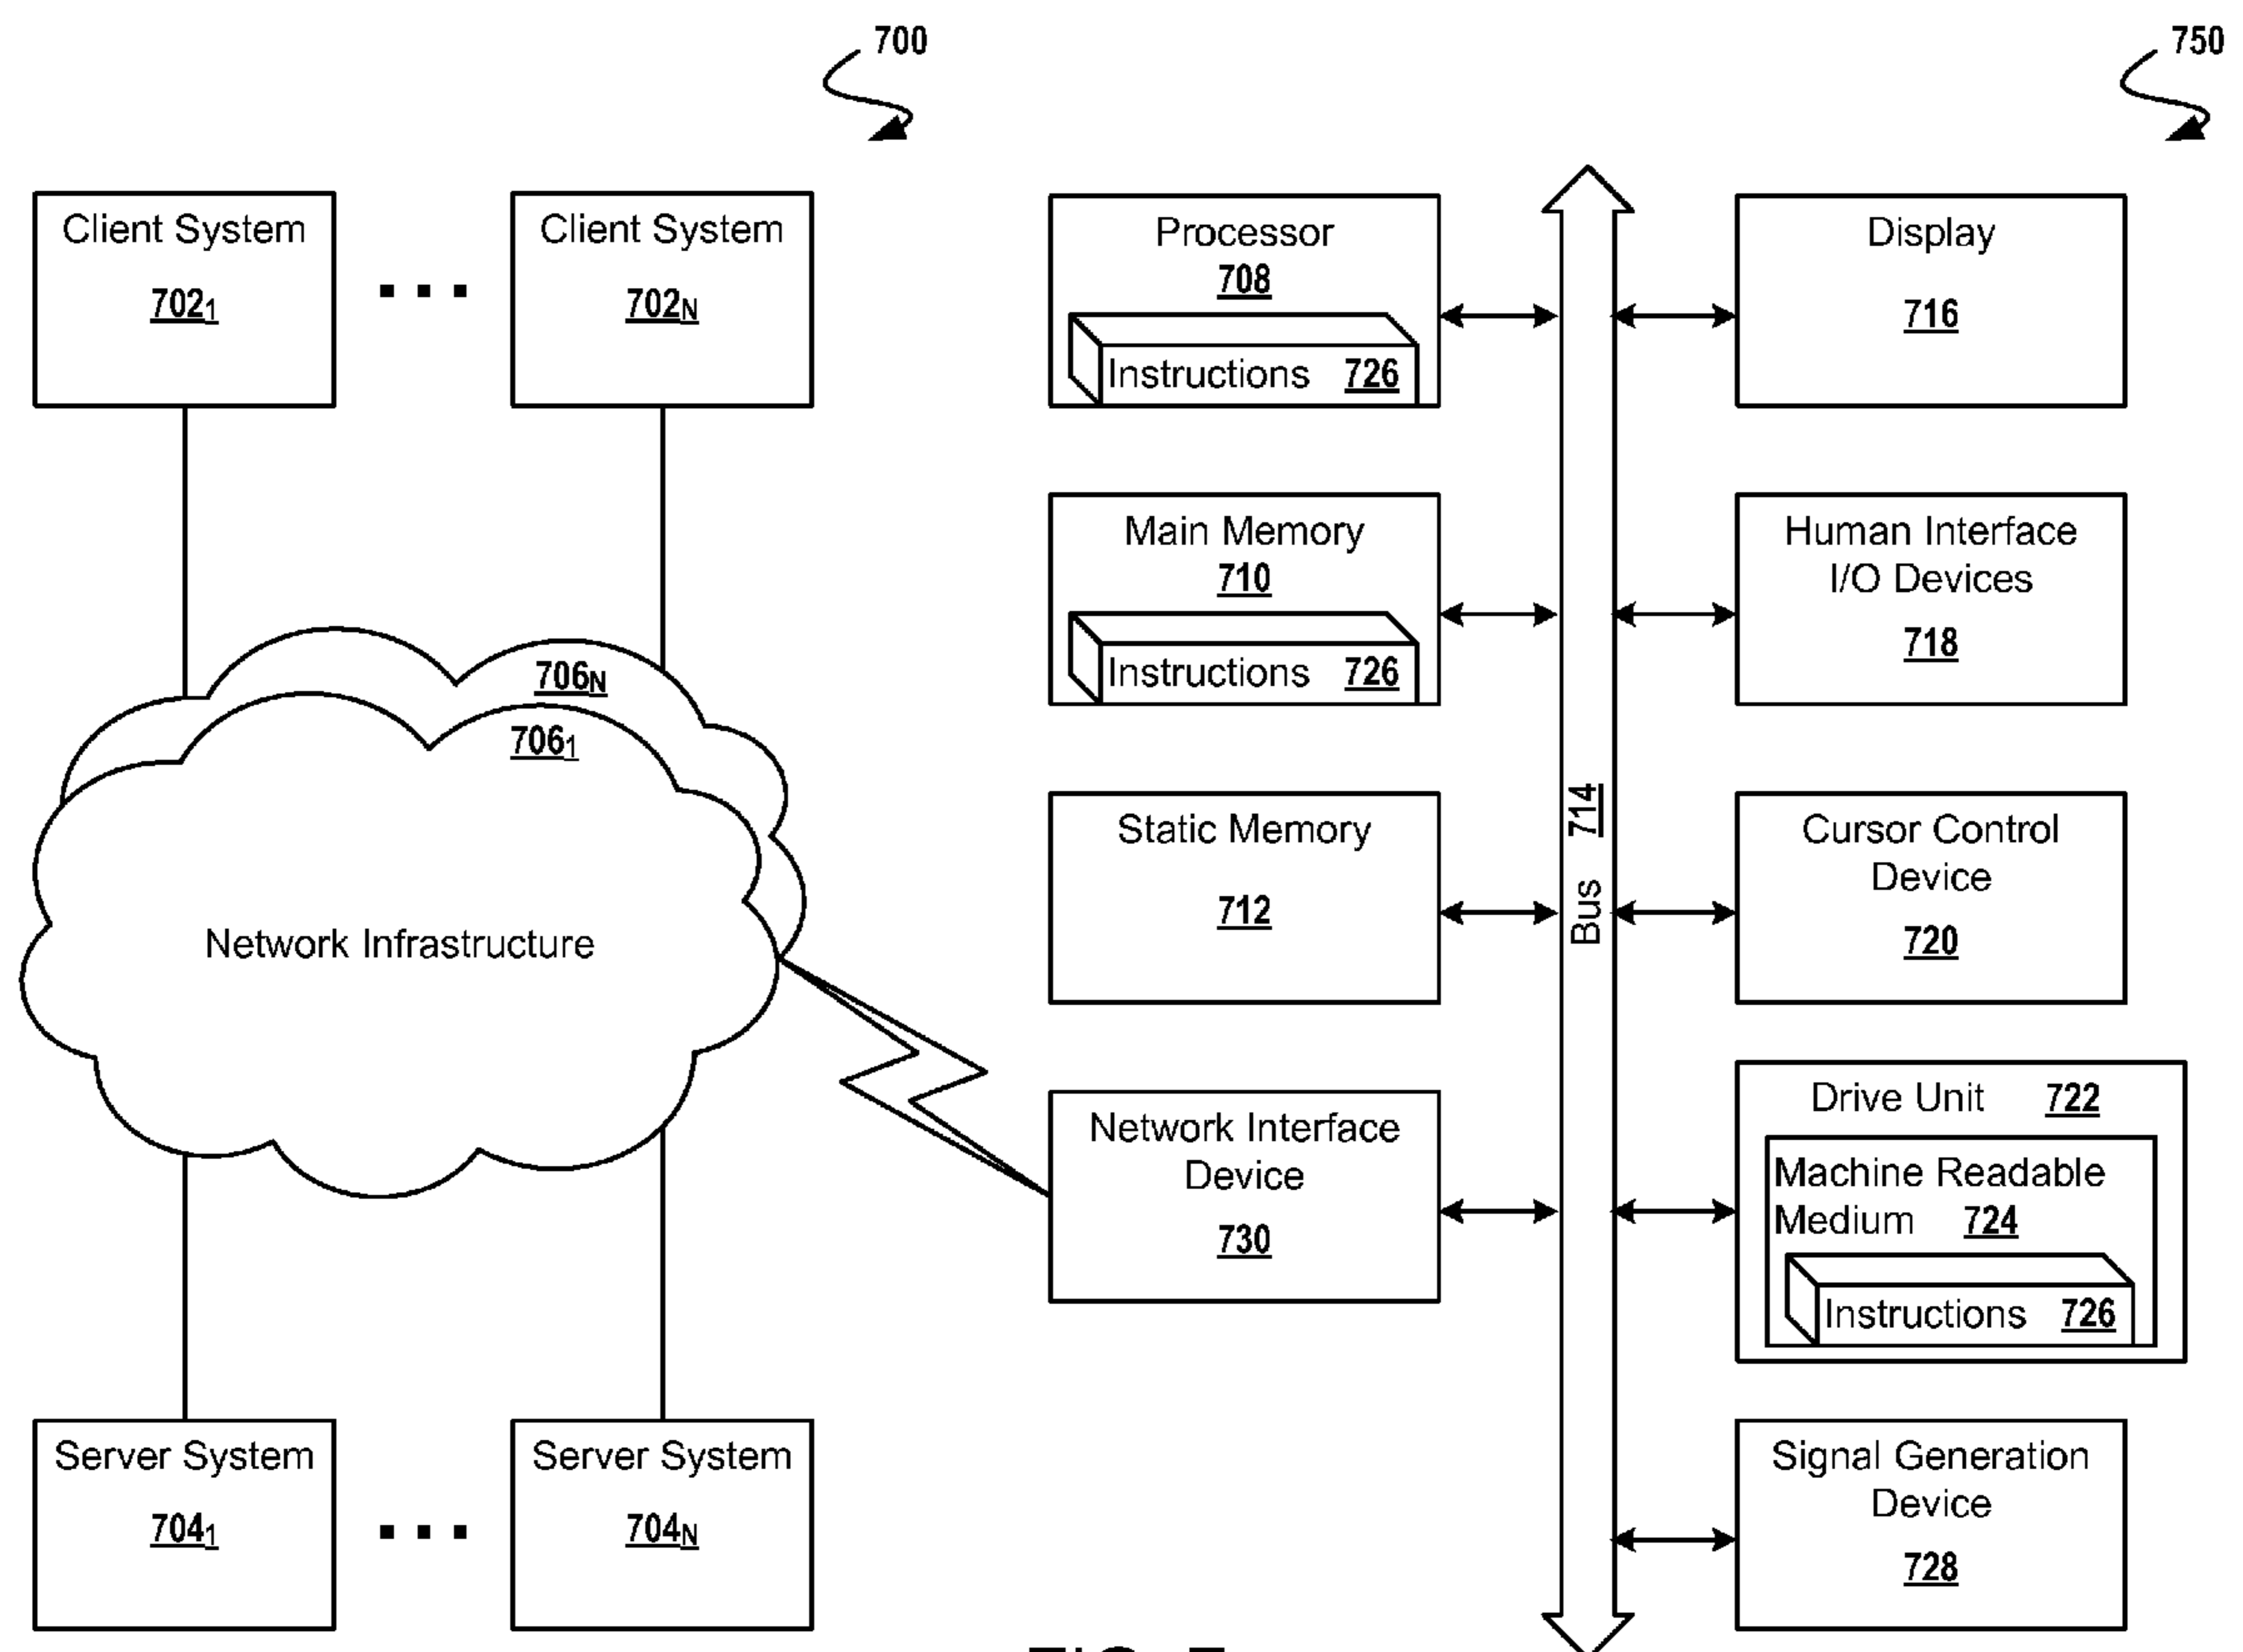 700
750
Client System
702₁
Client System
702N
Processor
708
Instructions 726
Display
716
Main Memory
710
Instructions 726
Human Interface
I/O Devices
718
706N
706₁
Network Infrastructure
Static Memory
712
Bus 714
Cursor Control
Device
720
Network Interface
Device
730
Drive Unit 722
Machine Readable
Medium 724
Instructions 726
Server System
704₁
Server System
704N
Signal Generation
Device
728